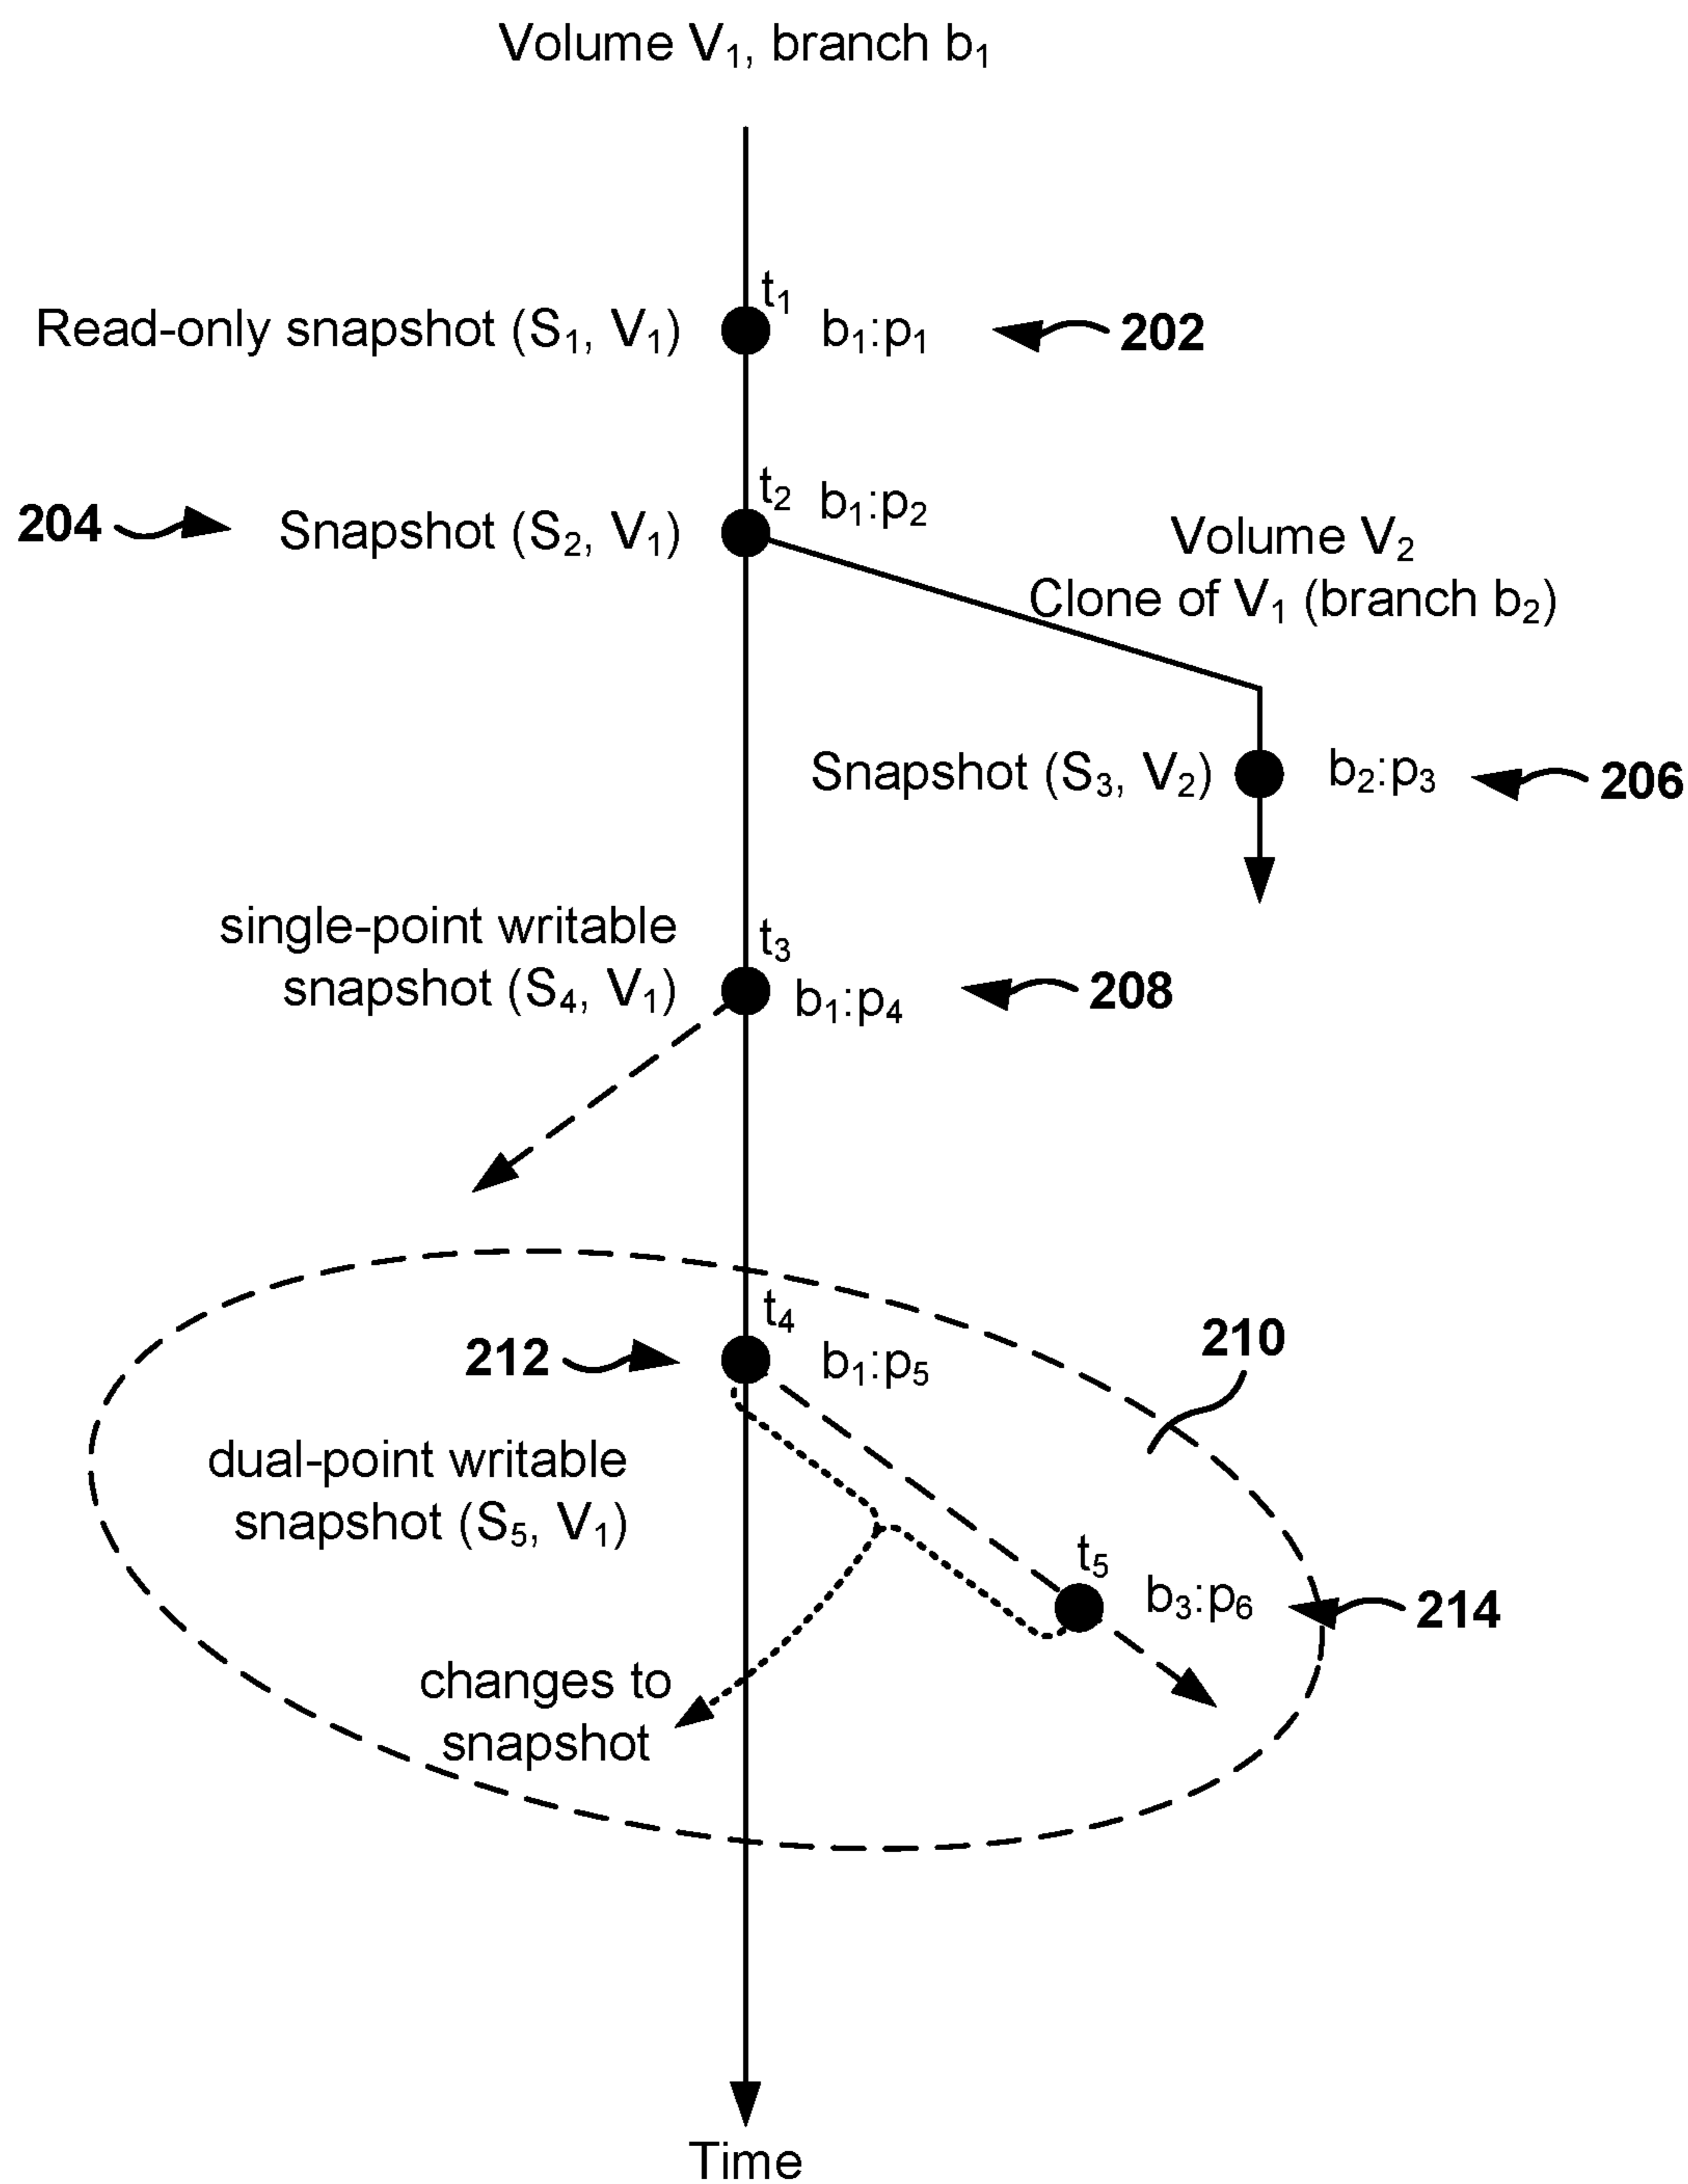 Volume V₁, branch b₁
t₁
Read-only snapshot (S₁, V₁)
b₁:p₁
202
t₂
b₁:p₂
204
Snapshot (S₂, V₁)
Volume V₂
Clone of V₁ (branch b₂)
Snapshot (S₃, V₂)
b₂:p₃
206
single-point writable
snapshot (S₄, V₁)
t₃
b₁:p₄
208
t₄
212
b₁:p₅
210
dual-point writable
snapshot (S₅, V₁)
t₅
b₃:p₆
214
changes to
snapshot
Time